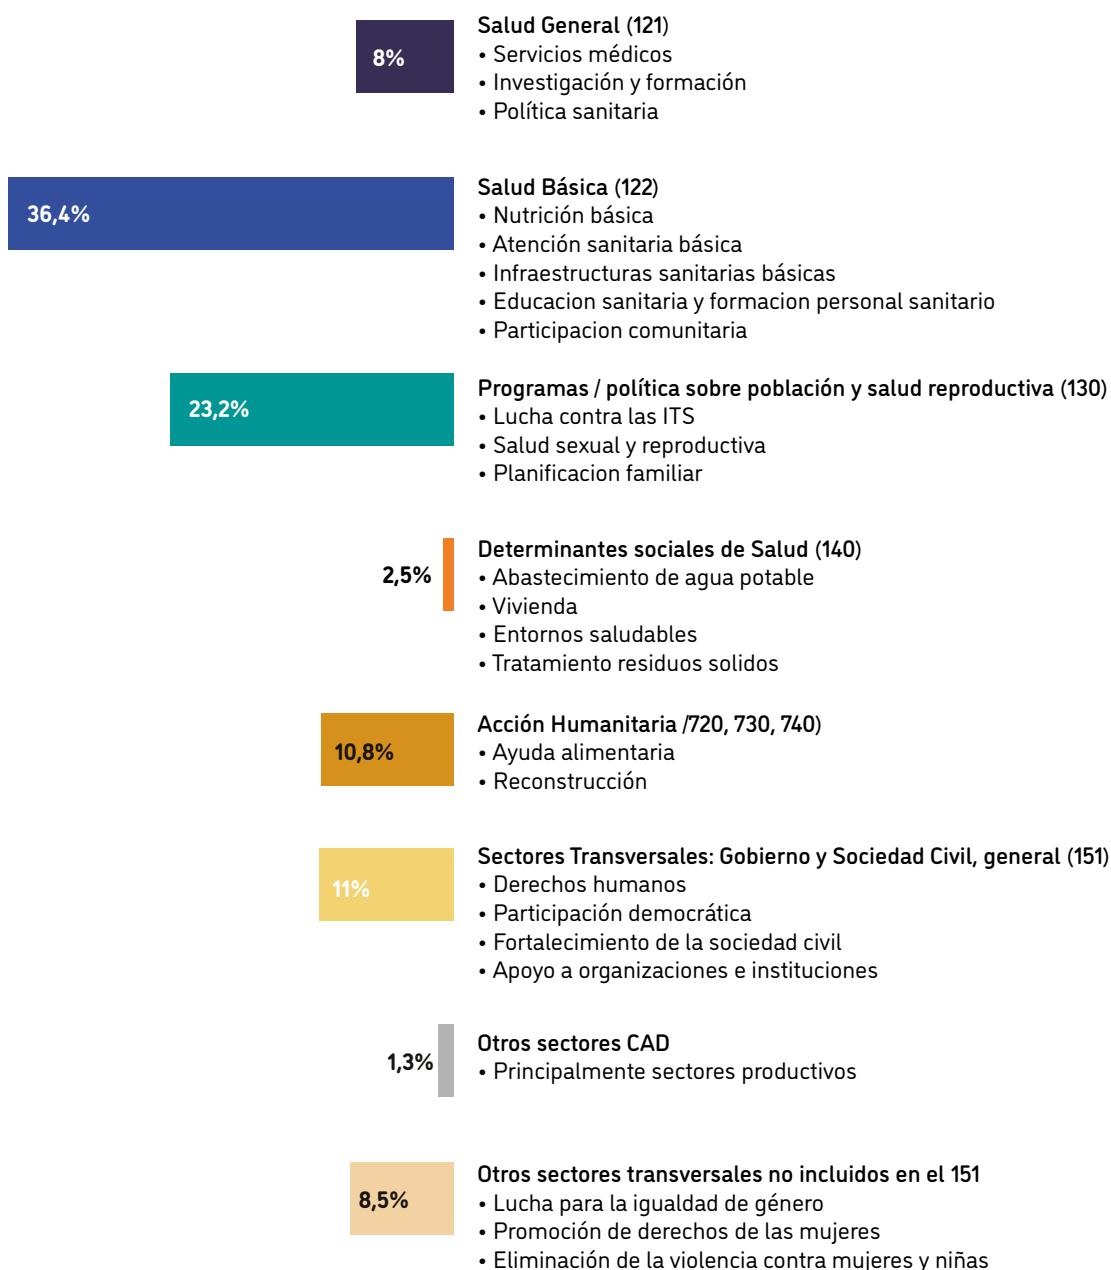 Salud General (121)
8%
• Servicios médicos
• Investigación y formación
• Política sanitaria
Salud Básica (122)
36,4%
• Nutrición básica
• Atención sanitaria básica
• Infraestructuras sanitarias básicas
• Educacion sanitaria y formacion personal sanitario
• Participacion comunitaria
Programas / política sobre población y salud reproductiva (130)
23,2%
• Lucha contra las ITS
• Salud sexual y reproductiva
• Planificacion familiar
Determinantes sociales de Salud (140)
2,5%
• Abastecimiento de agua potable
• Vivienda
• Entornos saludables
• Tratamiento residuos solidos
Acción Humanitaria /720, 730, 740)
10,8%
• Ayuda alimentaria
• Reconstrucción
Sectores Transversales: Gobierno y Sociedad Civil, general (151)
11%
• Derechos humanos
• Participación democrática
• Fortalecimiento de la sociedad civil
• Apoyo a organizaciones e instituciones
Otros sectores CAD
1,3%
• Principalmente sectores productivos
Otros sectores transversales no incluidos en el 151
8,5%
• Lucha para la igualdad de género
• Promoción de derechos de las mujeres
• Eliminación de la violencia contra mujeres y niñas